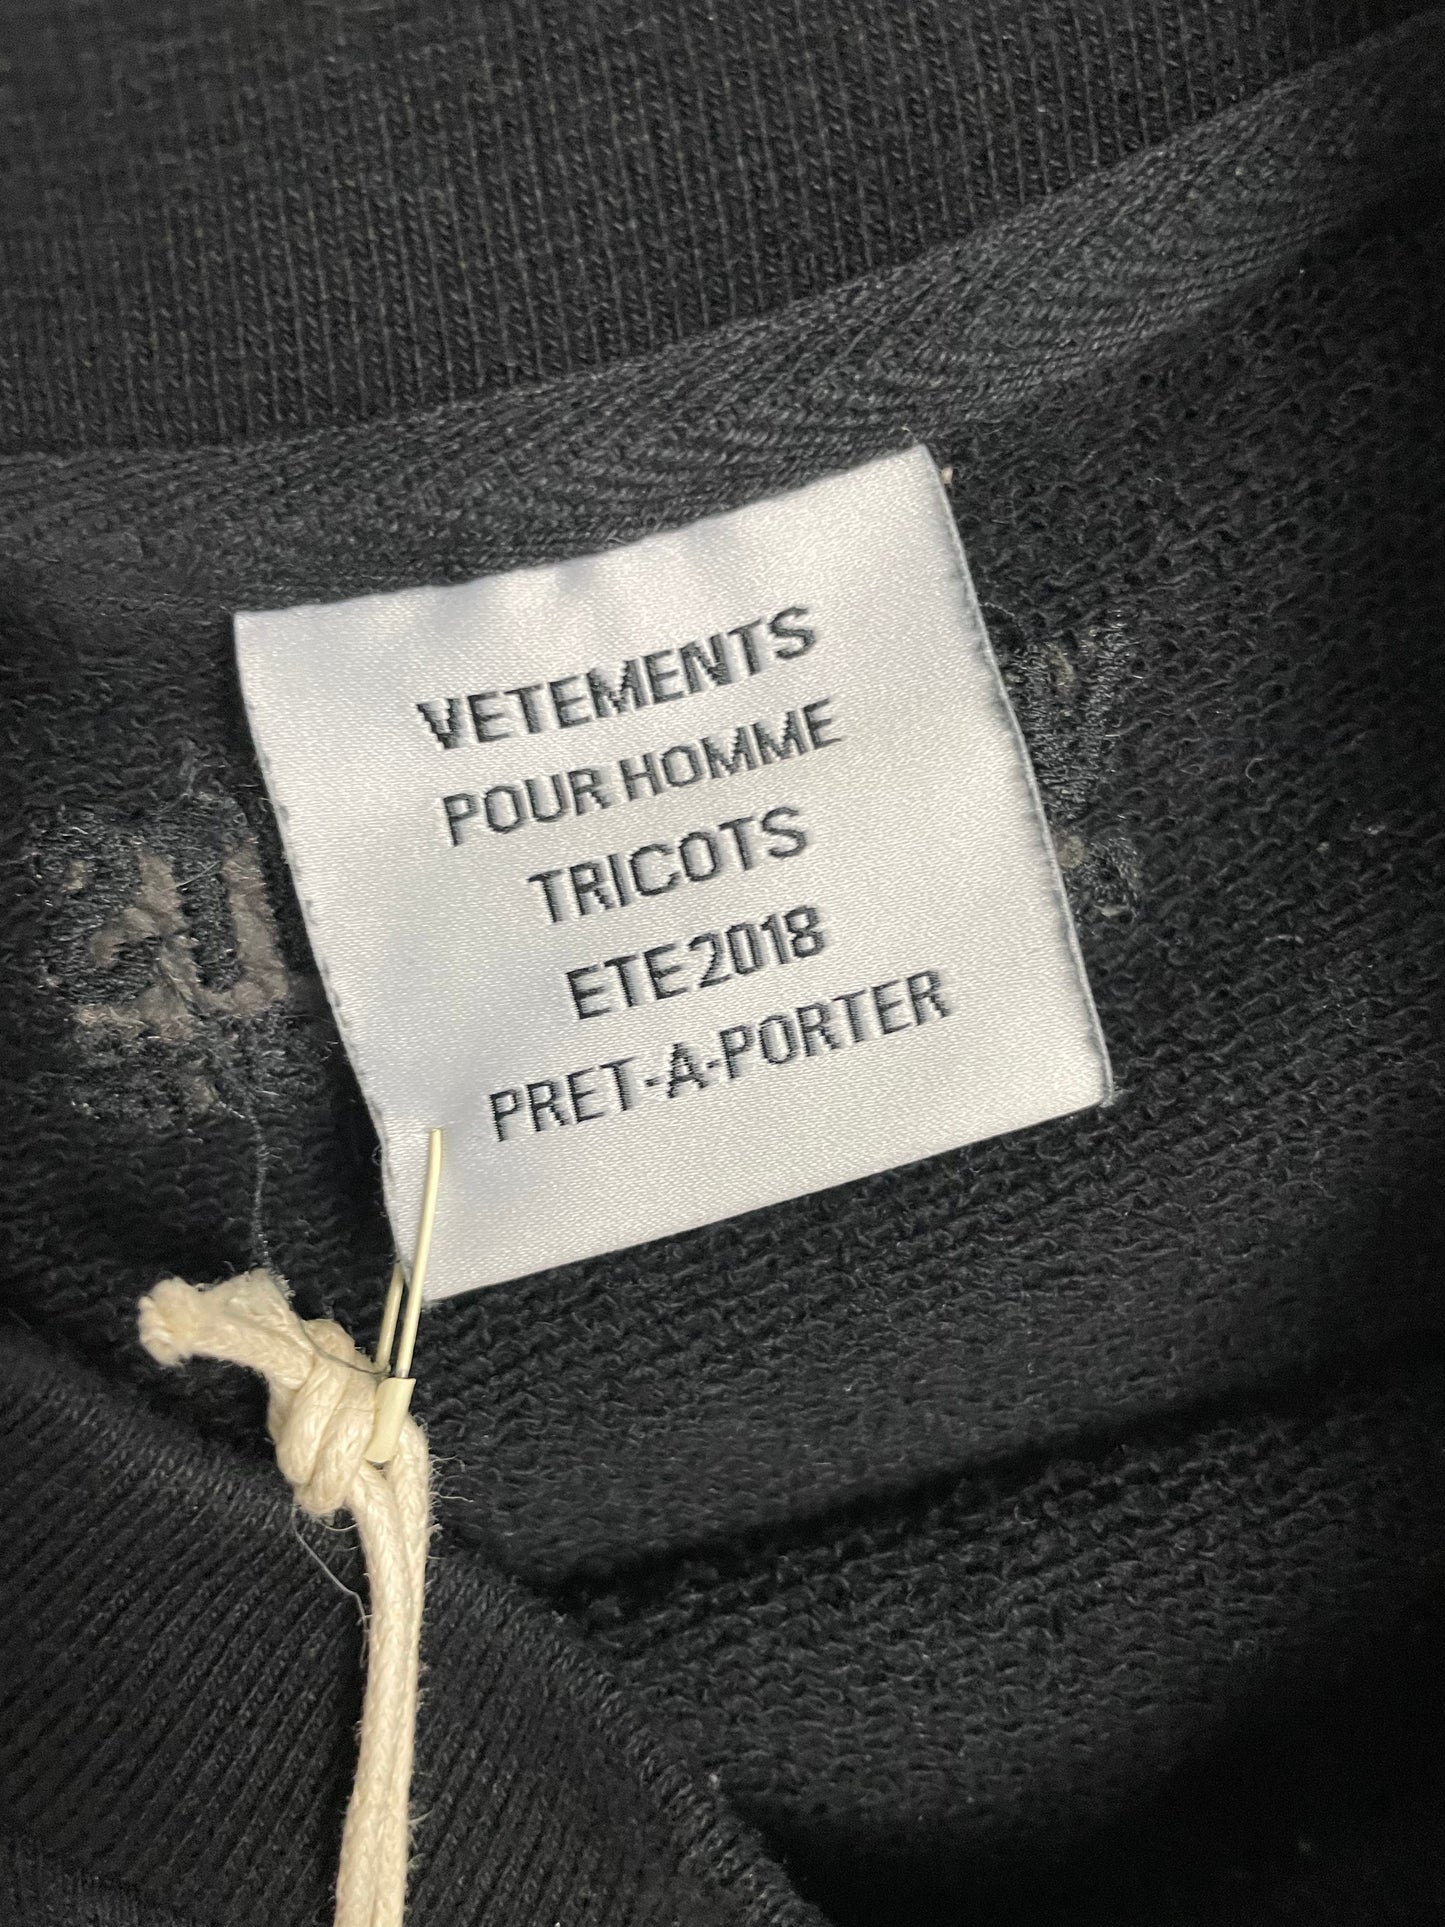 VETEMENTS
POUR HOMME
TRICOTS
ETE 2018
PRET-A-PORTER